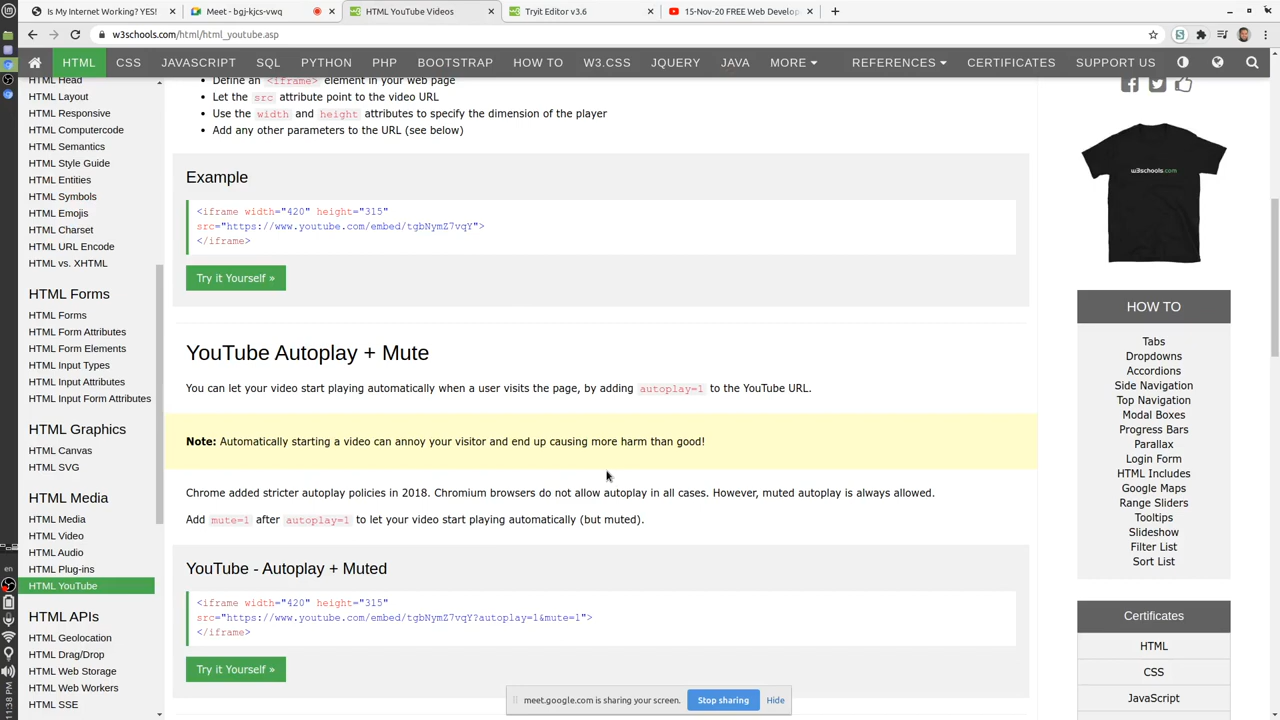 Is My Internet Working? YES!
Meet - bgj-kjcs-vwq
HTML YouTube Videos
Tryit Editor v3.6
15-Nov-20 FREE Web Develop
w3schools.com/html/html_youtube.asp
HTML CSS JAVASCRIPT SQL PYTHON PHP BOOTSTRAP HOW TO W3.CSS JQUERY JAVA MORE REFERENCES CERTIFICATES SUPPORT US
HTML Head
HTML Layout
HTML Responsive
HTML Computercode
HTML Semantics
HTML Style Guide
HTML Entities
HTML Symbols
HTML Emojis
HTML Charset
HTML URL Encode
HTML vs. XHTML
HTML Forms
HTML Forms
HTML Form Attributes
HTML Form Elements
HTML Input Types
HTML Input Attributes
HTML Input Form Attributes
HTML Graphics
HTML Canvas
HTML SVG
HTML Media
HTML Media
HTML Video
HTML Audio
HTML Plug-ins
HTML YouTube
HTML APIs
HTML Geolocation
HTML Drag/Drop
HTML Web Storage
HTML Web Workers
HTML SSE
Define an <iframe> element in your web page
Let the src attribute point to the video URL
Use the width and height attributes to specify the dimension of the player
Add any other parameters to the URL (see below)
Example
<iframe width="420" height="315"
src="https://www.youtube.com/embed/tgbNymZ7vqY">
</iframe>
Try it Yourself »
YouTube Autoplay + Mute
You can let your video start playing automatically when a user visits the page, by adding autoplay=1 to the YouTube URL.
Note: Automatically starting a video can annoy your visitor and end up causing more harm than good!
Chrome added stricter autoplay policies in 2018. Chromium browsers do not allow autoplay in all cases. However, muted autoplay is always allowed.
Add mute=1 after autoplay=1 to let your video start playing automatically (but muted).
YouTube - Autoplay + Muted
<iframe width="420" height="315"
src="https://www.youtube.com/embed/tgbNymZ7vqY?autoplay=1&mute=1">
</iframe>
Try it Yourself »
w3schools.com
HOW TO
Tabs
Dropdowns
Accordions
Side Navigation
Top Navigation
Modal Boxes
Progress Bars
Parallax
Login Form
HTML Includes
Google Maps
Range Sliders
Tooltips
Slideshow
Filter List
Sort List
Certificates
HTML
CSS
JavaScript
meet.google.com is sharing your screen. Stop sharing Hide
en
11:38 PM